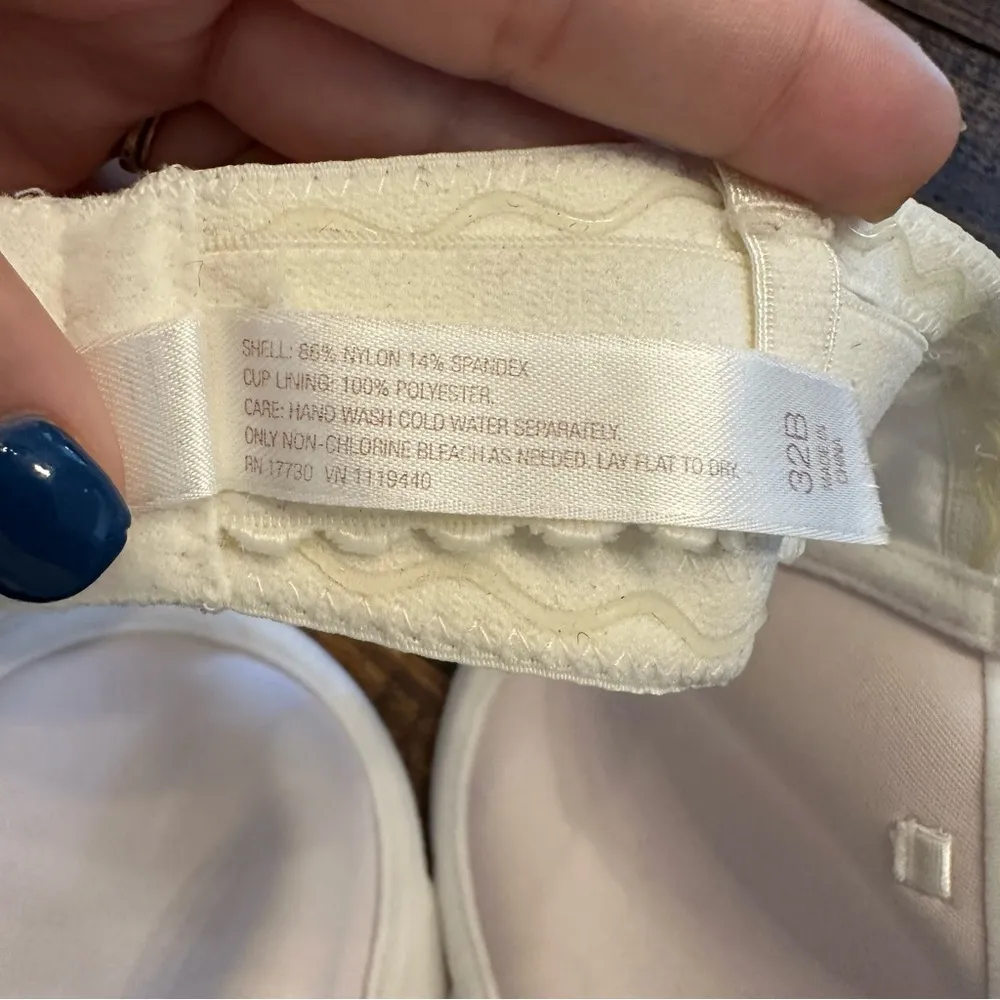 SHELL: 86% NYLON 14% SPANDEX
CUP LINING: 100% POLYESTER.
CARE: HAND WASH COLD WATER SEPARATELY.
ONLY NON-CHLORINE BLEACH AS NEEDED. LAY FLAT TO DRY.
RN 17730 VN 1119440
32B
MADE IN
CHINA